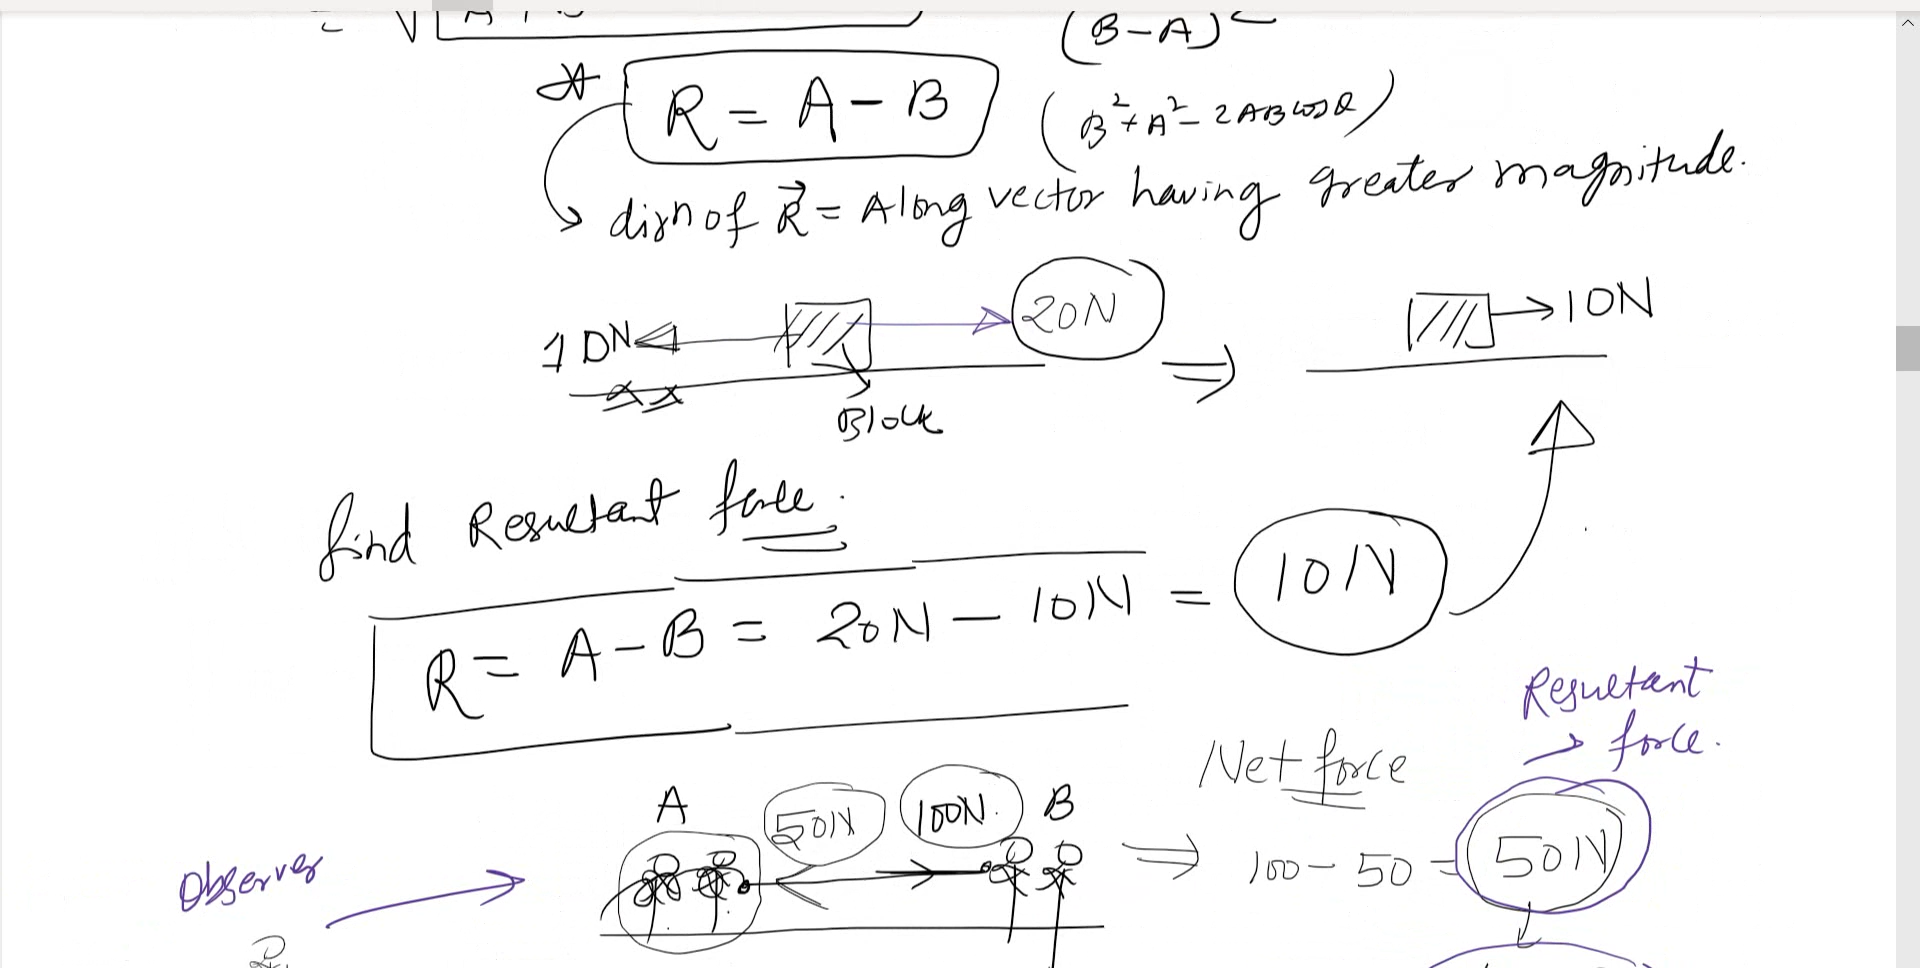 (B-A)²
R = A - B
(B² + A² - 2ABcosθ)
dirn of R⃗ = Along vector having greater magnitude.
10N
20N
⇒
10N
Block
find Resultant force.
R = A - B = 20N - 10N = 10N
Resultant
→ force.
Net force
A
50N
100N.
B
⇒ 100 - 50 = 50N
Observer